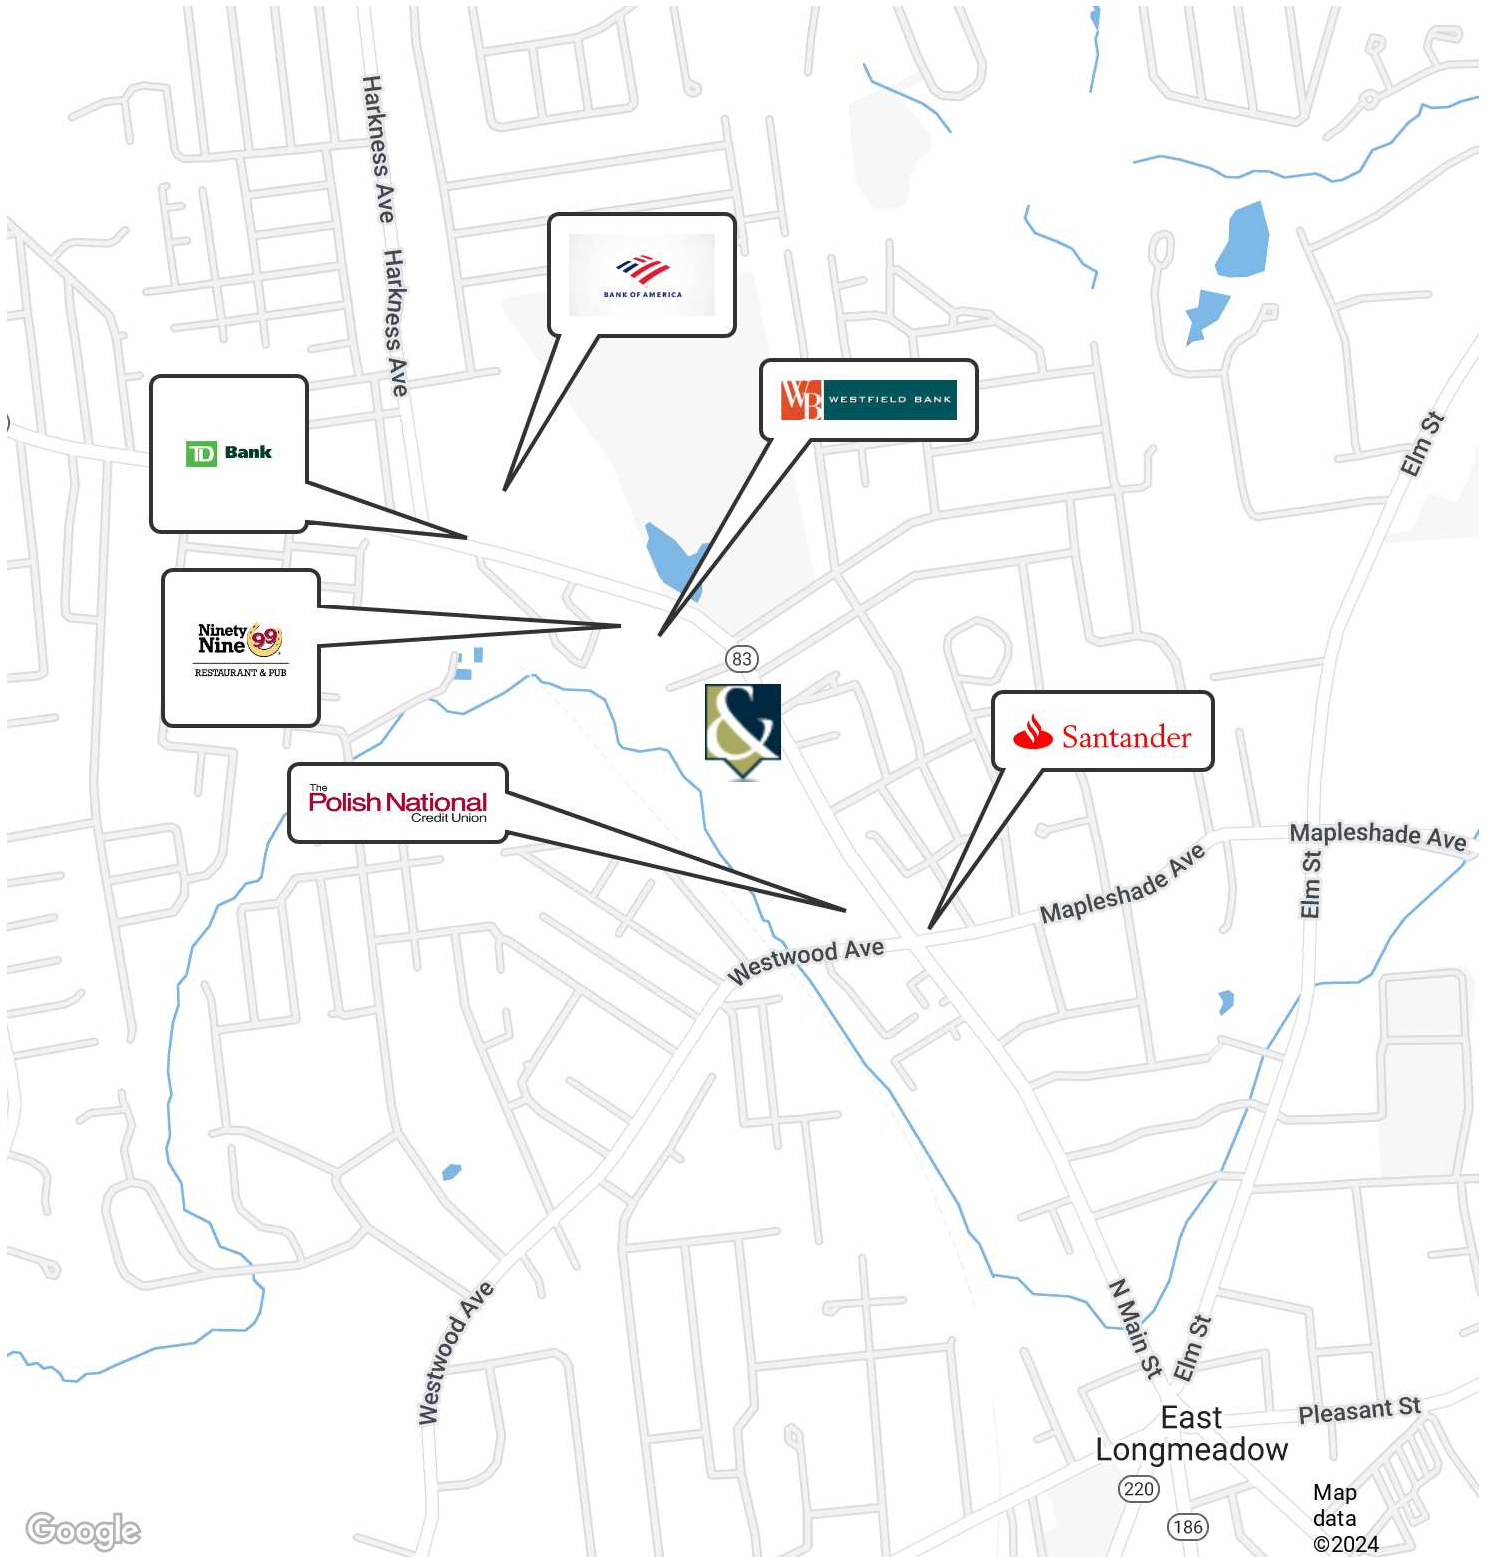 Harkness Ave
Harkness Ave
BANK OF AMERICA
WB WESTFIELD BANK
TD Bank
Elm St
Ninety
Nine 99
RESTAURANT & PUB
83
&
Santander
The
Polish National
Credit Union
Mapleshade Ave
Mapleshade Ave
Elm St
Westwood Ave
Westwood Ave
N Main St
Elm St
Pleasant St
East
Longmeadow
220
186
Google
Map
data
©2024